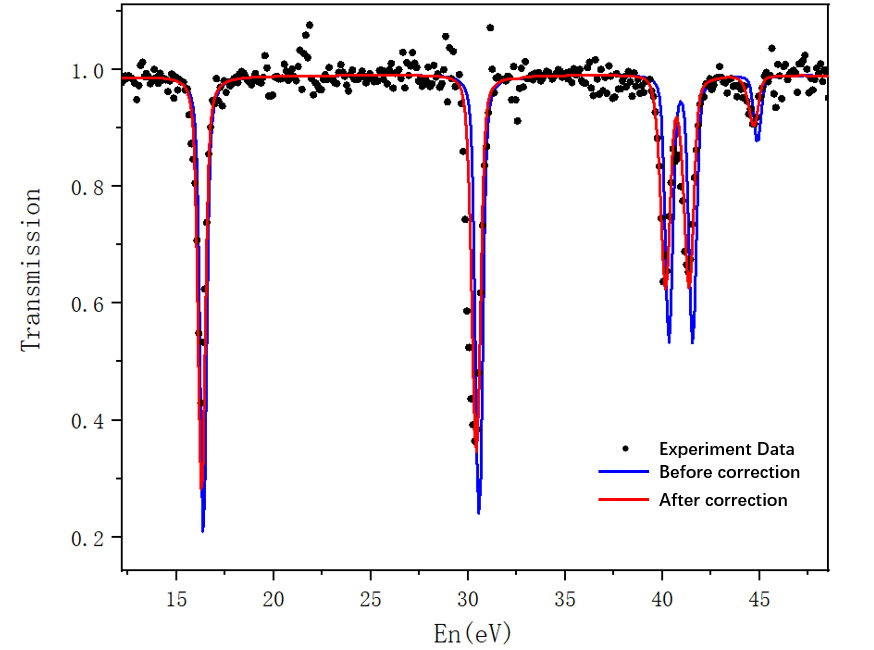 1.0
0.8
0.6
0.4
0.2
Transmission
15 20 25 30 35 40 45
En(eV)
Experiment Data
Before correction
After correction